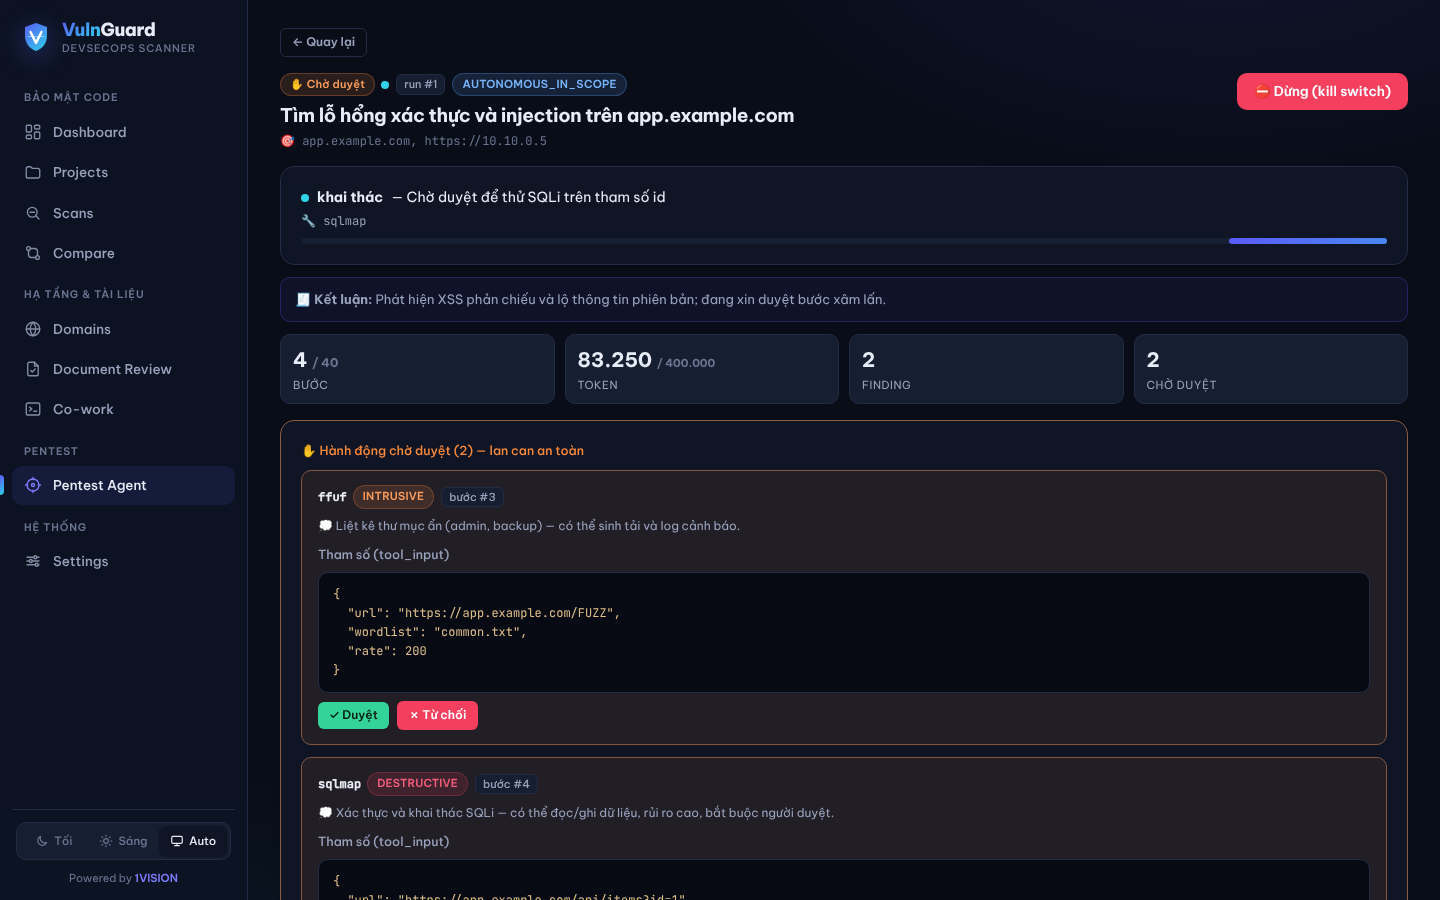 VulnGuard
DEVSECOPS SCANNER
BẢO MẬT CODE
Dashboard
Projects
Scans
Compare
HẠ TẦNG & TÀI LIỆU
Domains
Document Review
Co-work
PENTEST
Pentest Agent
HỆ THỐNG
Settings
Tối
Sáng
Auto
Powered by 1VISION
← Quay lại
Chờ duyệt
run #1
AUTONOMOUS_IN_SCOPE
Tìm lỗ hổng xác thực và injection trên app.example.com
app.example.com, https://10.10.0.5
Dừng (kill switch)
khai thác — Chờ duyệt để thử SQLi trên tham số id
sqlmap
Kết luận: Phát hiện XSS phản chiếu và lộ thông tin phiên bản; đang xin duyệt bước xâm lấn.
4 / 40
BƯỚC
83.250 / 400.000
TOKEN
2
FINDING
2
CHỜ DUYỆT
Hành động chờ duyệt (2) — lan can an toàn
ffuf INTRUSIVE bước #3
Liệt kê thư mục ẩn (admin, backup) — có thể sinh tải và log cảnh báo.
Tham số (tool_input)
{
"url": "https://app.example.com/FUZZ",
"wordlist": "common.txt",
"rate": 200
}
✓ Duyệt
× Từ chối
sqlmap DESTRUCTIVE bước #4
Xác thực và khai thác SQLi — có thể đọc/ghi dữ liệu, rủi ro cao, bắt buộc người duyệt.
Tham số (tool_input)
{
"url": "https://app.example.com/api/items?id=1"